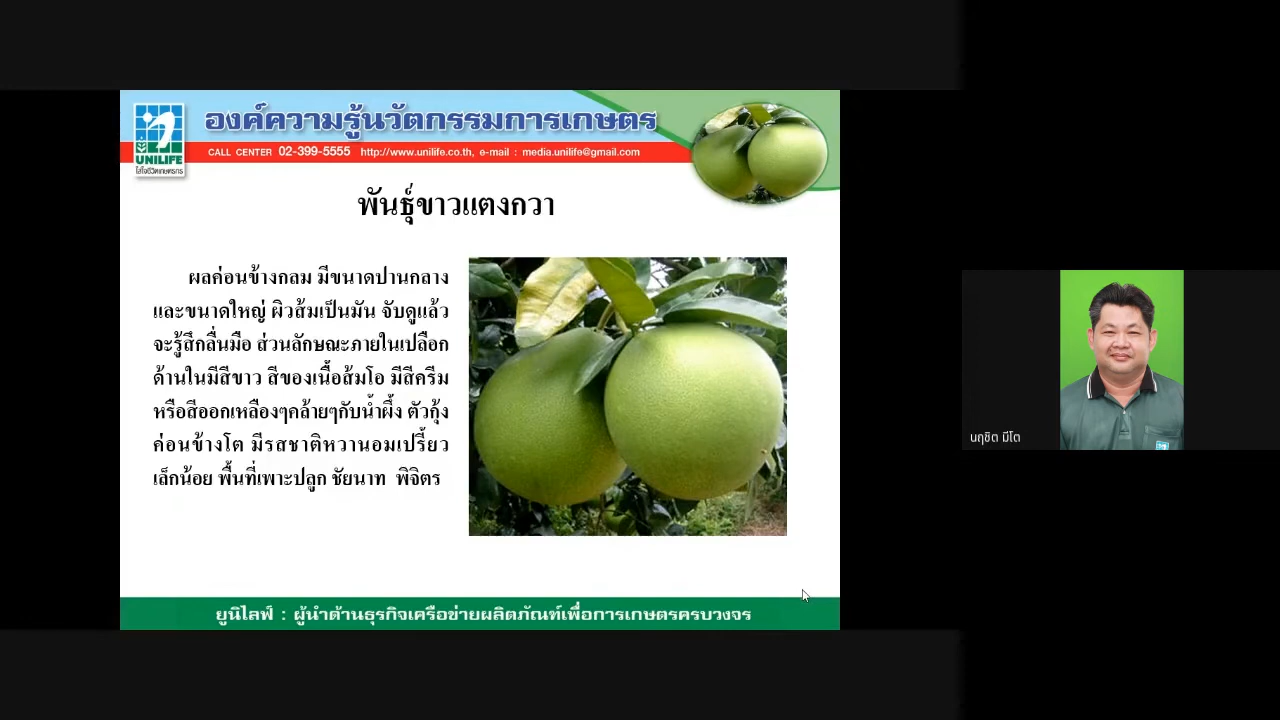 องค์ความรู้นวัตกรรมการเกษตร
UNILIFE
ใส่ใจชีวิตเกษตรกร
CALL CENTER 02-399-5555 http://www.unilife.co.th, e-mail : media.unilife@gmail.com
พันธุ์ขาวแตงกวา
ผลค่อนข้างกลม มีขนาดปานกลาง
และขนาดใหญ่ ผิวส้มเป็นมัน จับดูแล้ว
จะรู้สึกลื่นมือ ส่วนลักษณะภายในเปลือก
ด้านในมีสีขาว สีของเนื้อส้มโอ มีสีครีม
หรือสีออกเหลืองๆคล้ายๆกับน้ำผึ้ง ตัวกุ้ง
ค่อนข้างโต มีรสชาติหวานอมเปรี้ยว
เล็กน้อย พื้นที่เพาะปลูก ชัยนาท พิจิตร
นฤชิต มีโต
ยูนิไลฟ์ : ผู้นำด้านธุรกิจเครือข่ายผลิตภัณฑ์เพื่อการเกษตรครบวงจร